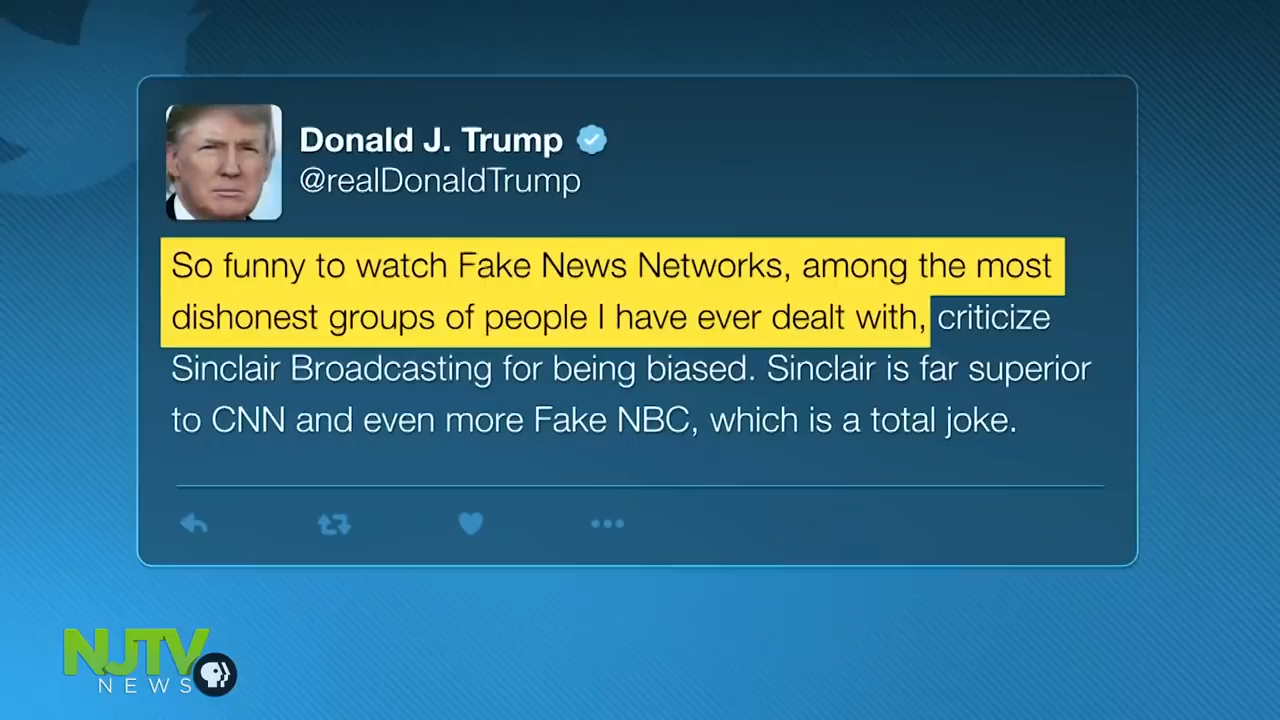 Donald J. Trump
@realDonaldTrump
So funny to watch Fake News Networks, among the most
dishonest groups of people I have ever dealt with, criticize
Sinclair Broadcasting for being biased. Sinclair is far superior
to CNN and even more Fake NBC, which is a total joke.
NJTV
NEWS